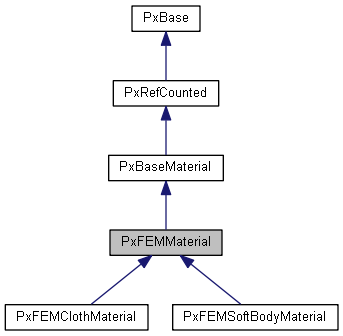 PxBase
PxRefCounted
PxBaseMaterial
PxFEMMaterial
PxFEMClothMaterial
PxFEMSoftBodyMaterial